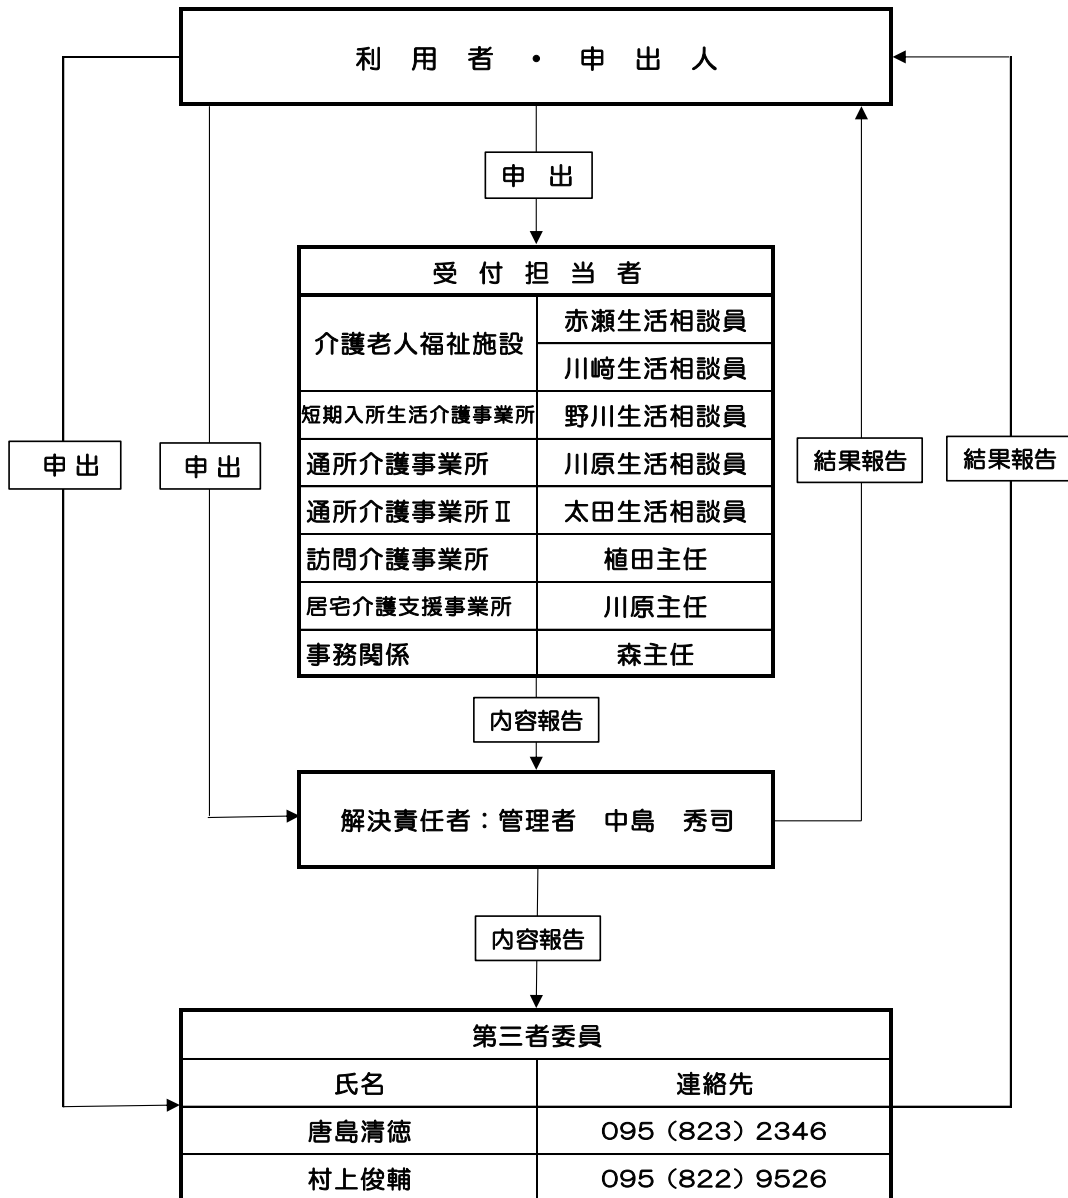 利用者・申出人
申出
受付担当者
介護老人福祉施設
赤瀬生活相談員
川﨑生活相談員
短期入所生活介護事業所 野川生活相談員
通所介護事業所 川原生活相談員
通所介護事業所Ⅱ 太田生活相談員
訪問介護事業所 植田主任
居宅介護支援事業所 川原主任
事務関係 森主任
申出
申出
結果報告
結果報告
内容報告
解決責任者：管理者 中島 秀司
内容報告
第三者委員
氏名 連絡先
唐島清徳 095（823）2346
村上俊輔 095（822）9526